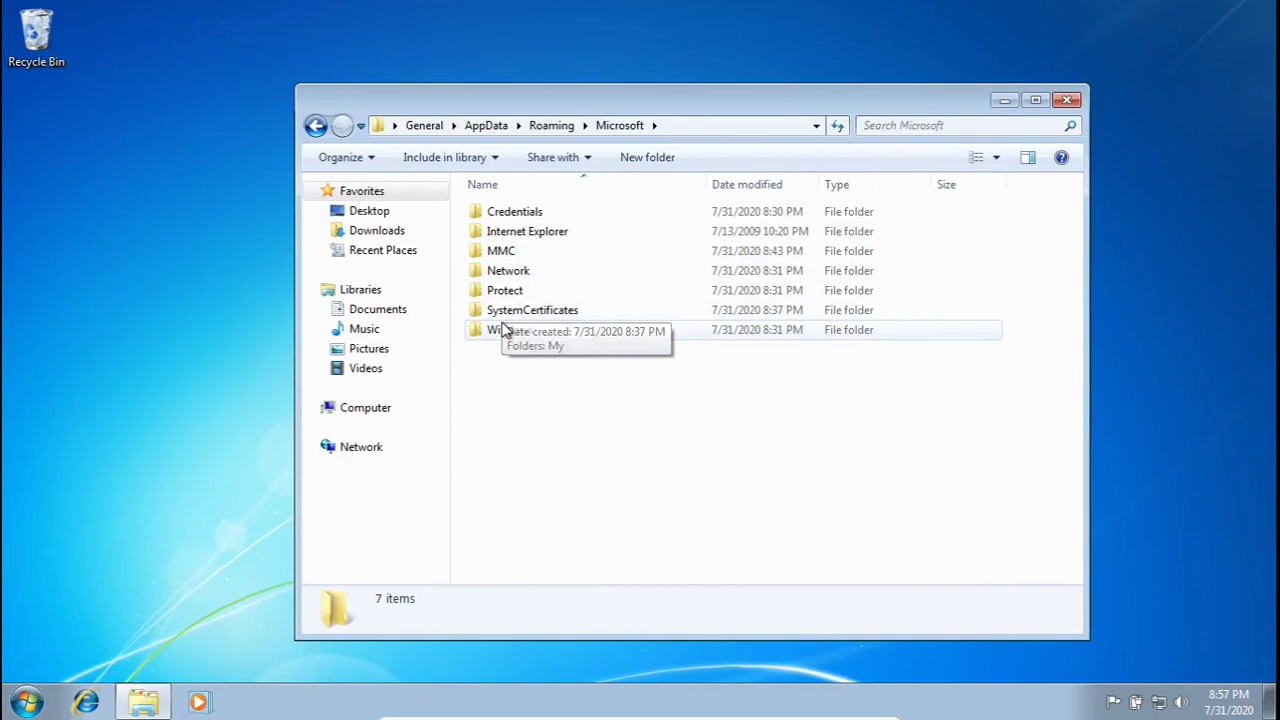 Recycle Bin
General AppData Roaming Microsoft
Search Microsoft
Organize Include in library Share with New folder
Name Date modified Type Size
Favorites
Desktop
Downloads
Recent Places
Libraries
Documents
Music
Pictures
Videos
Computer
Network
Credentials 7/31/2020 8:30 PM File folder
Internet Explorer 7/13/2009 10:20 PM File folder
MMC 7/31/2020 8:43 PM File folder
Network 7/31/2020 8:31 PM File folder
Protect 7/31/2020 8:31 PM File folder
SystemCertificates 7/31/2020 8:37 PM File folder
7/31/2020 8:31 PM File folder
Date created: 7/31/2020 8:37 PM
Folders: My
7 items
8:57 PM
7/31/2020